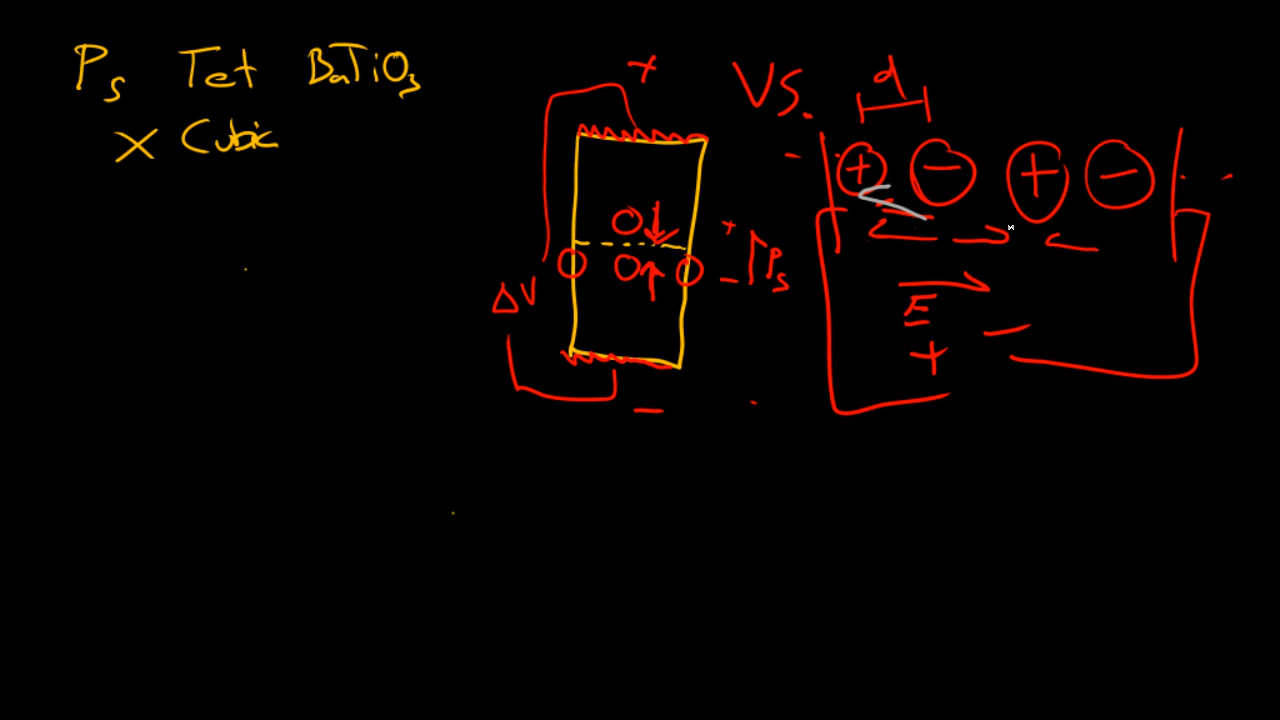 Ps Tet BaTiO3
X Cubic
+ VS. d
- + - + -
O
+ Ps
O O O
-
ΔV
E
+ -
-